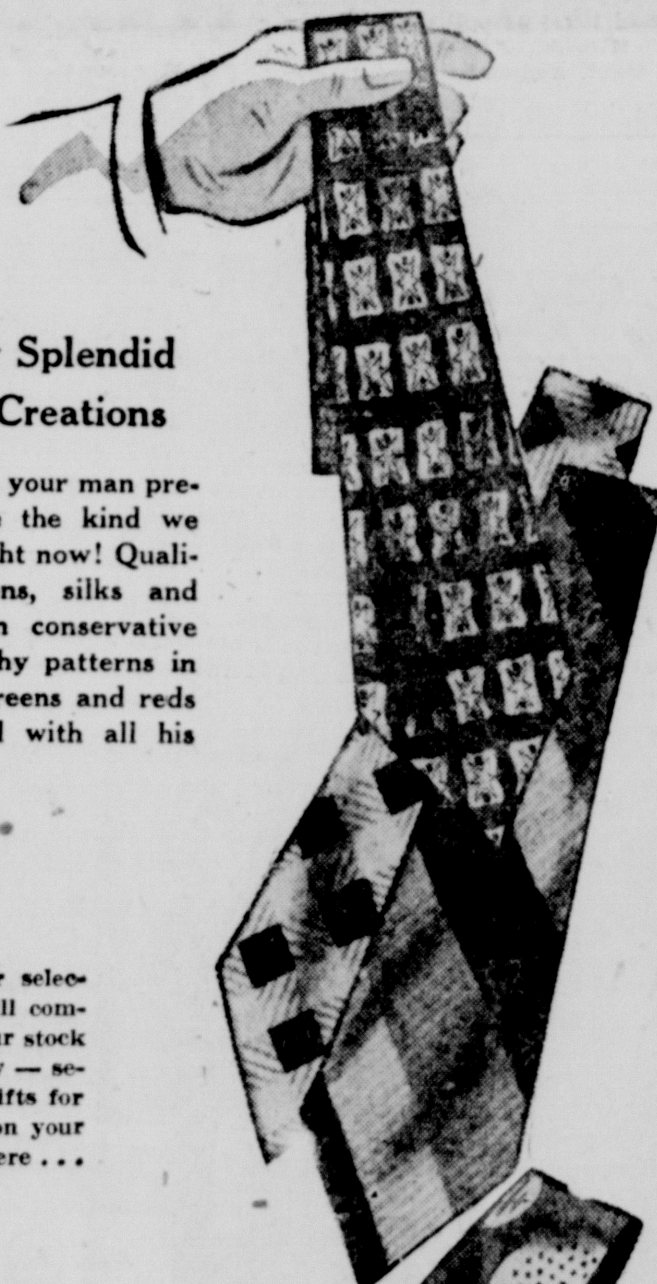 Splendid
Creations
your man pre-
the kind we
ht now! Quali-
ns, silks and
conservative
hy patterns in
reens and reds
with all his
selec-
ll com-
r stock
— se-
ifts for
on your
ere . . .